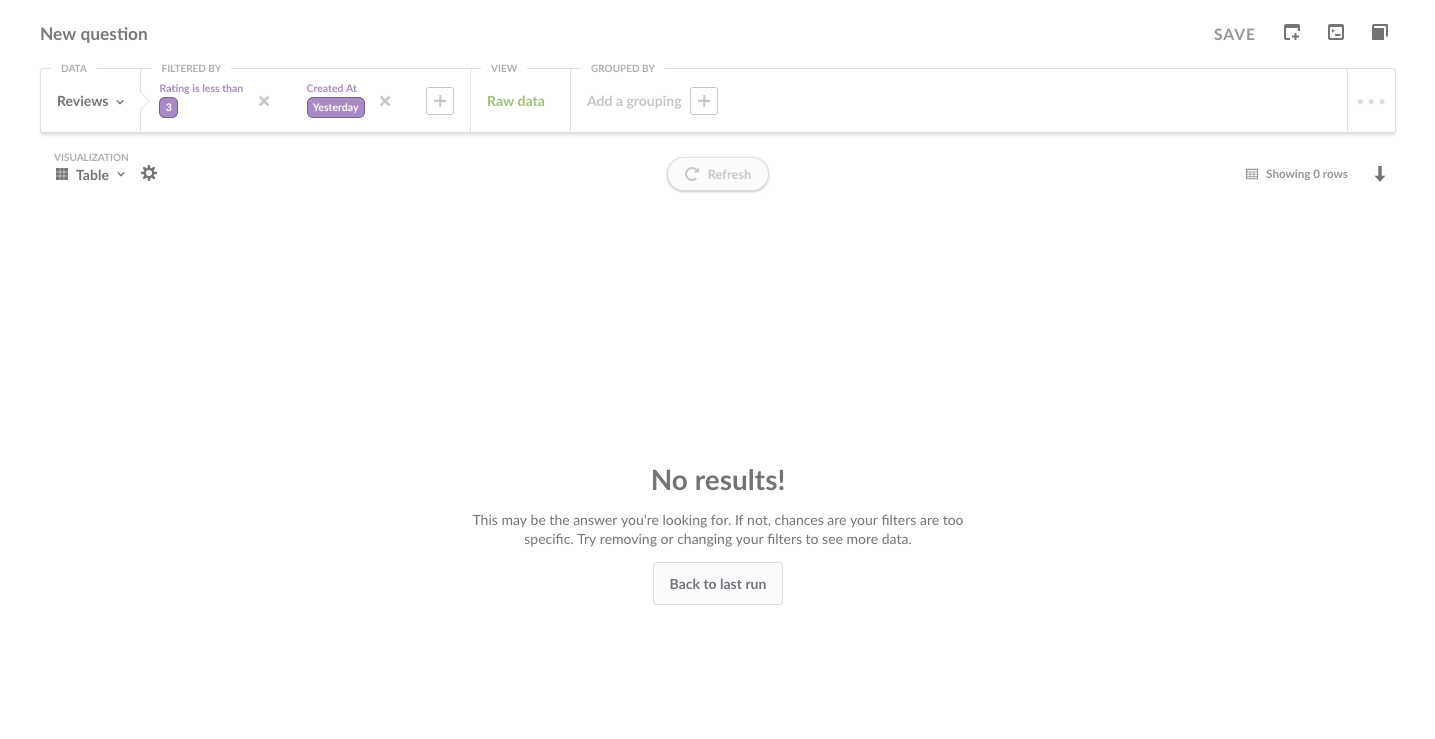 New question
SAVE
DATA
FILTERED BY
VIEW
GROUPED BY
Reviews
Rating is less than
3
Created At
Yesterday
Raw data
Add a grouping
VISUALIZATION
Table
Refresh
Showing 0 rows
No results!
This may be the answer you’re looking for. If not, chances are your filters are too
specific. Try removing or changing your filters to see more data.
Back to last run